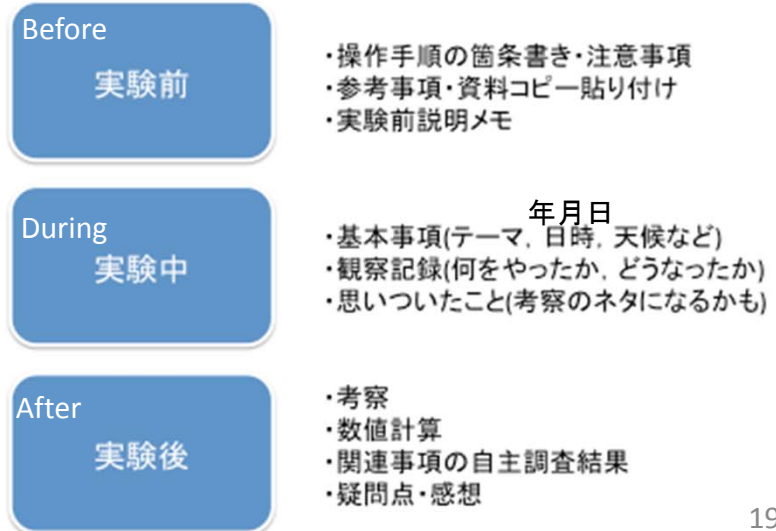 Before
実験前
・操作手順の箇条書き・注意事項
・参考事項・資料コピー貼り付け
・実験前説明メモ
During
実験中
年月日
・基本事項(テーマ, 日時, 天候など)
・観察記録(何をやったか, どうなったか)
・思いついたこと(考察のネタになるかも)
After
実験後
・考察
・数値計算
・関連事項の自主調査結果
・疑問点・感想
19